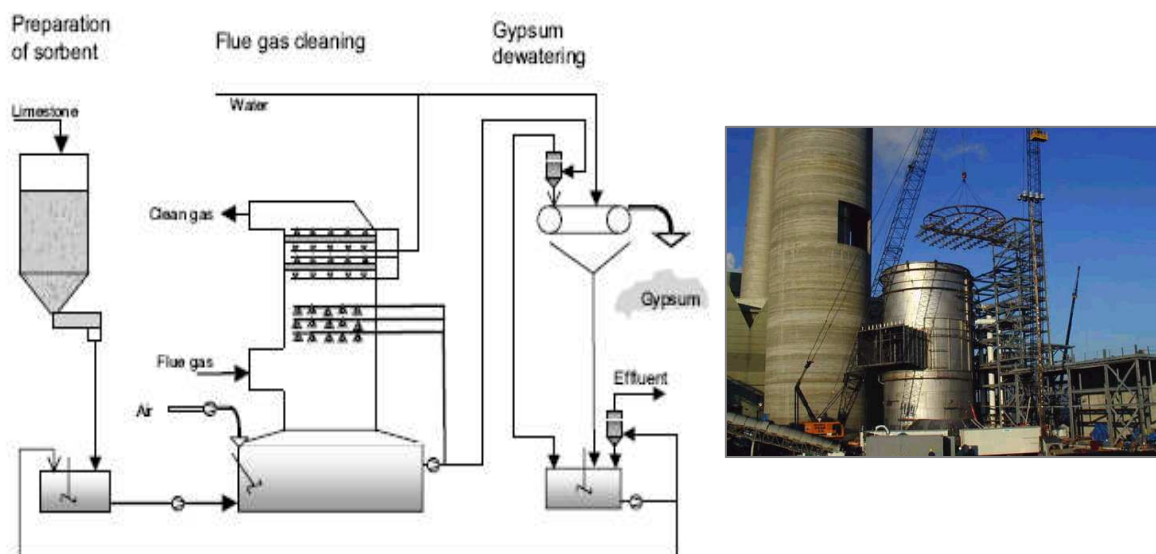 Preparation
of sorbent
Flue gas cleaning
Gypsum
dewatering
Limestone
Water
Clean gas
Gypsum
Flue gas
Effluent
Air